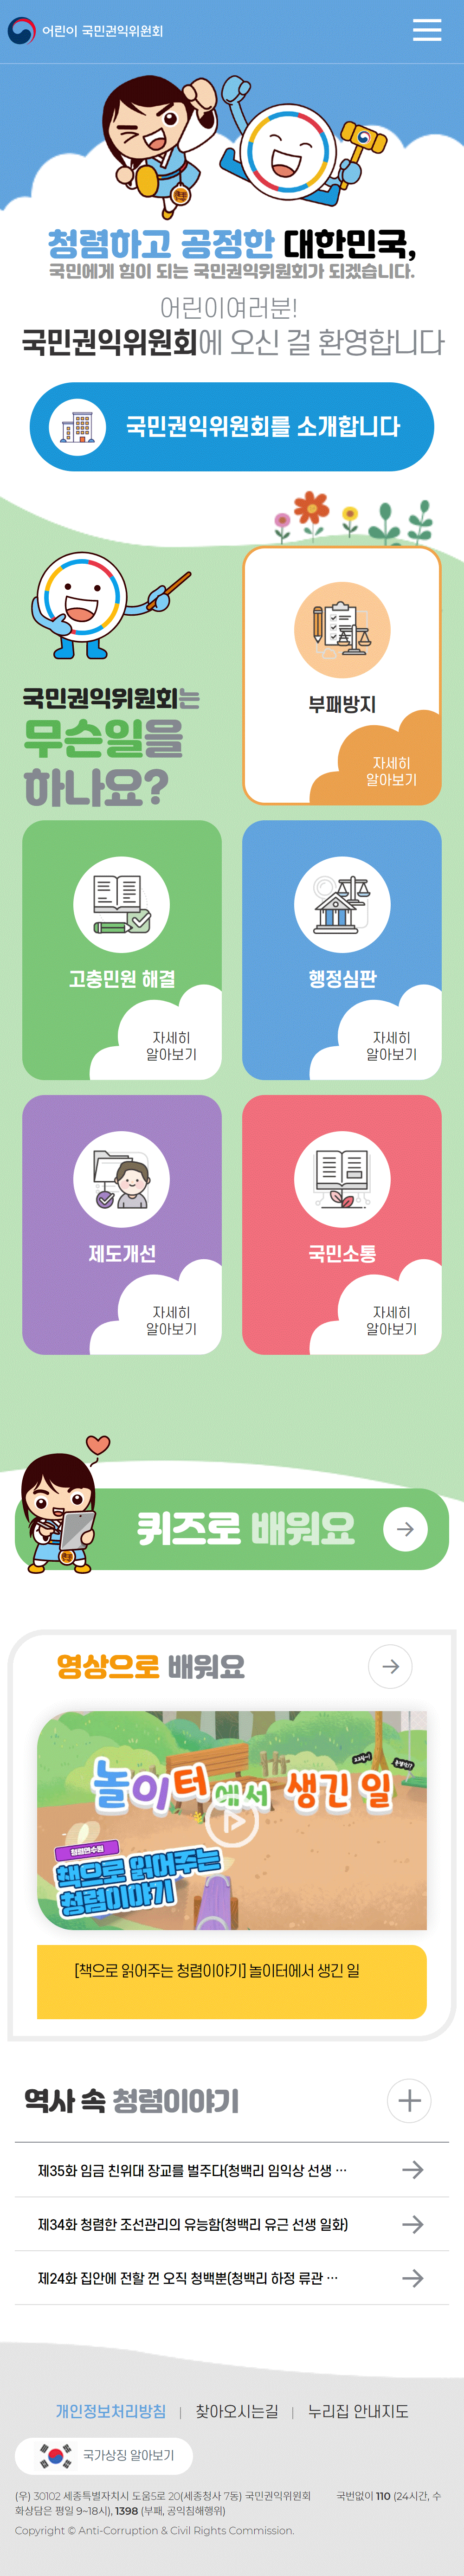 어린이 국민권익위원회
청렴하고 공정한 대한민국,
국민에게 힘이 되는 국민권익위원회가 되겠습니다.
어린이여러분!
국민권익위원회에 오신 걸 환영합니다
국민권익위원회를 소개합니다
국민권익위원회는
무슨일을
하나요?
부패방지
자세히
알아보기
고충민원 해결
자세히
알아보기
행정심판
자세히
알아보기
제도개선
자세히
알아보기
국민소통
자세히
알아보기
퀴즈로 배워요
영상으로 배워요
놀이터에서 생긴 일
청렴연수원
책으로 읽어주는
청렴이야기
[책으로 읽어주는 청렴이야기] 놀이터에서 생긴 일
역사 속 청렴이야기
제35화 임금 친위대 장교를 벌주다(청백리 임익상 선생 …
제34화 청렴한 조선관리의 유능함(청백리 유근 선생 일화)
제24화 집안에 전할 껀 오직 청백뿐(청백리 하정 류관 …
개인정보처리방침 | 찾아오시는길 | 누리집 안내지도
국가상징 알아보기
(우) 30102 세종특별자치시 도움5로 20(세종청사 7동) 국민권익위원회 국번없이 110 (24시간, 수
화상담은 평일 9~18시), 1398 (부패, 공익침해행위)
Copyright © Anti-Corruption & Civil Rights Commission.